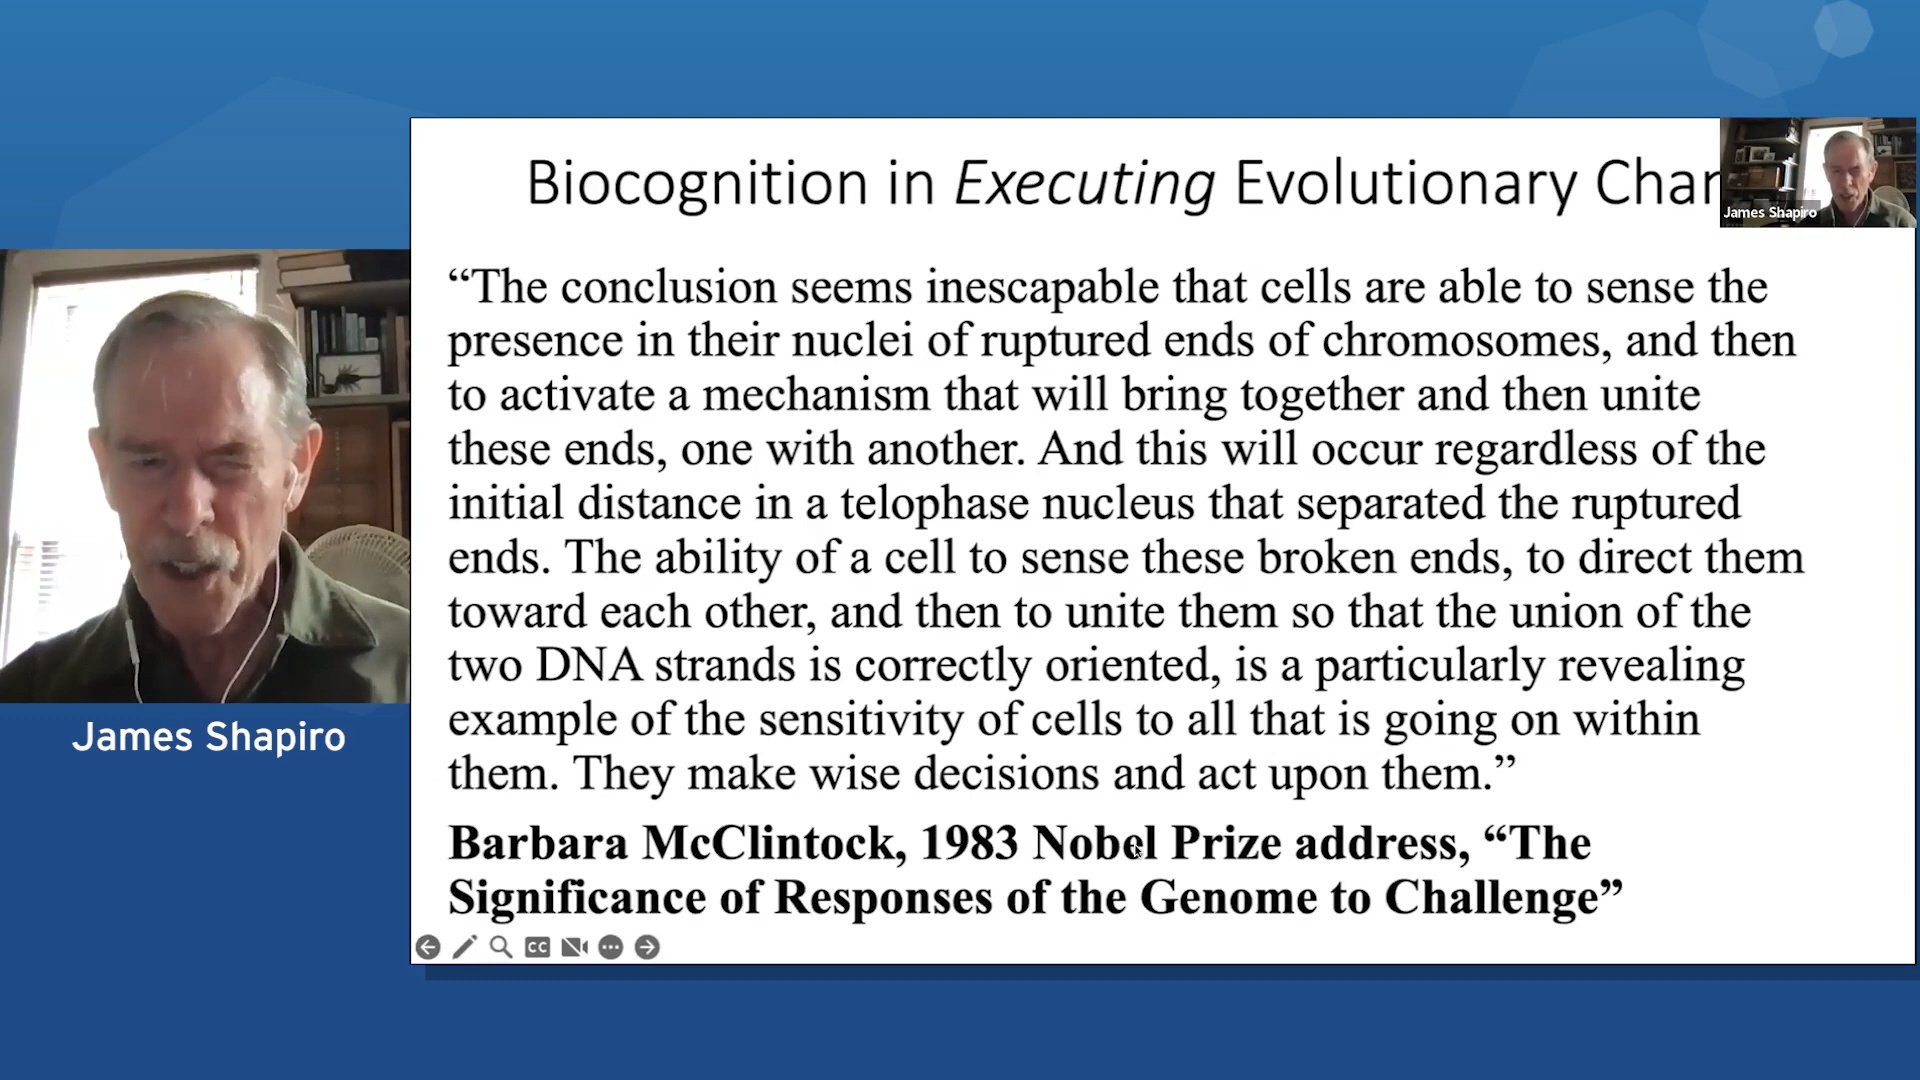 Biocognition in Executing Evolutionary Chan
James Shapiro
“The conclusion seems inescapable that cells are able to sense the
presence in their nuclei of ruptured ends of chromosomes, and then
to activate a mechanism that will bring together and then unite
these ends, one with another. And this will occur regardless of the
initial distance in a telophase nucleus that separated the ruptured
ends. The ability of a cell to sense these broken ends, to direct them
toward each other, and then to unite them so that the union of the
two DNA strands is correctly oriented, is a particularly revealing
example of the sensitivity of cells to all that is going on within
them. They make wise decisions and act upon them.”
Barbara McClintock, 1983 Nobel Prize address, “The
Significance of Responses of the Genome to Challenge”
CC
James Shapiro